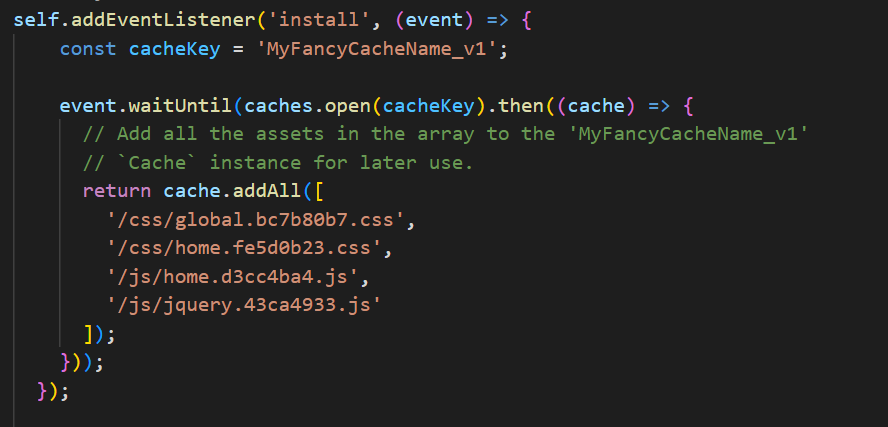 self.addEventListener('install', (event) => {
    const cacheKey = 'MyFancyCacheName_v1';

    event.waitUntil(caches.open(cacheKey).then((cache) => {
      // Add all the assets in the array to the 'MyFancyCacheName_v1'
      // `Cache` instance for later use.
      return cache.addAll([
        '/css/global.bc7b80b7.css',
        '/css/home.fe5d0b23.css',
        '/js/home.d3cc4ba4.js',
        '/js/jquery.43ca4933.js'
      ]);
    }));
  });